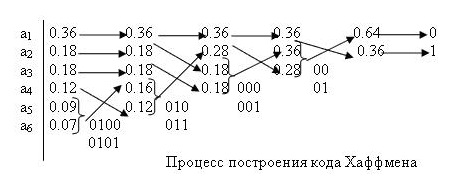 a1 0.36 0.36 0.36 0.36 0.64 0
a2 0.18 0.18 0.28 0.36 0.36 1
a3 0.18 0.18 0.18 0.28 00
a4 0.12 0.16 0.18 000 01
a5 0.09 0.12 010 001
a6 0.07 0100 011
0101
Процесс построения кода Хаффмена